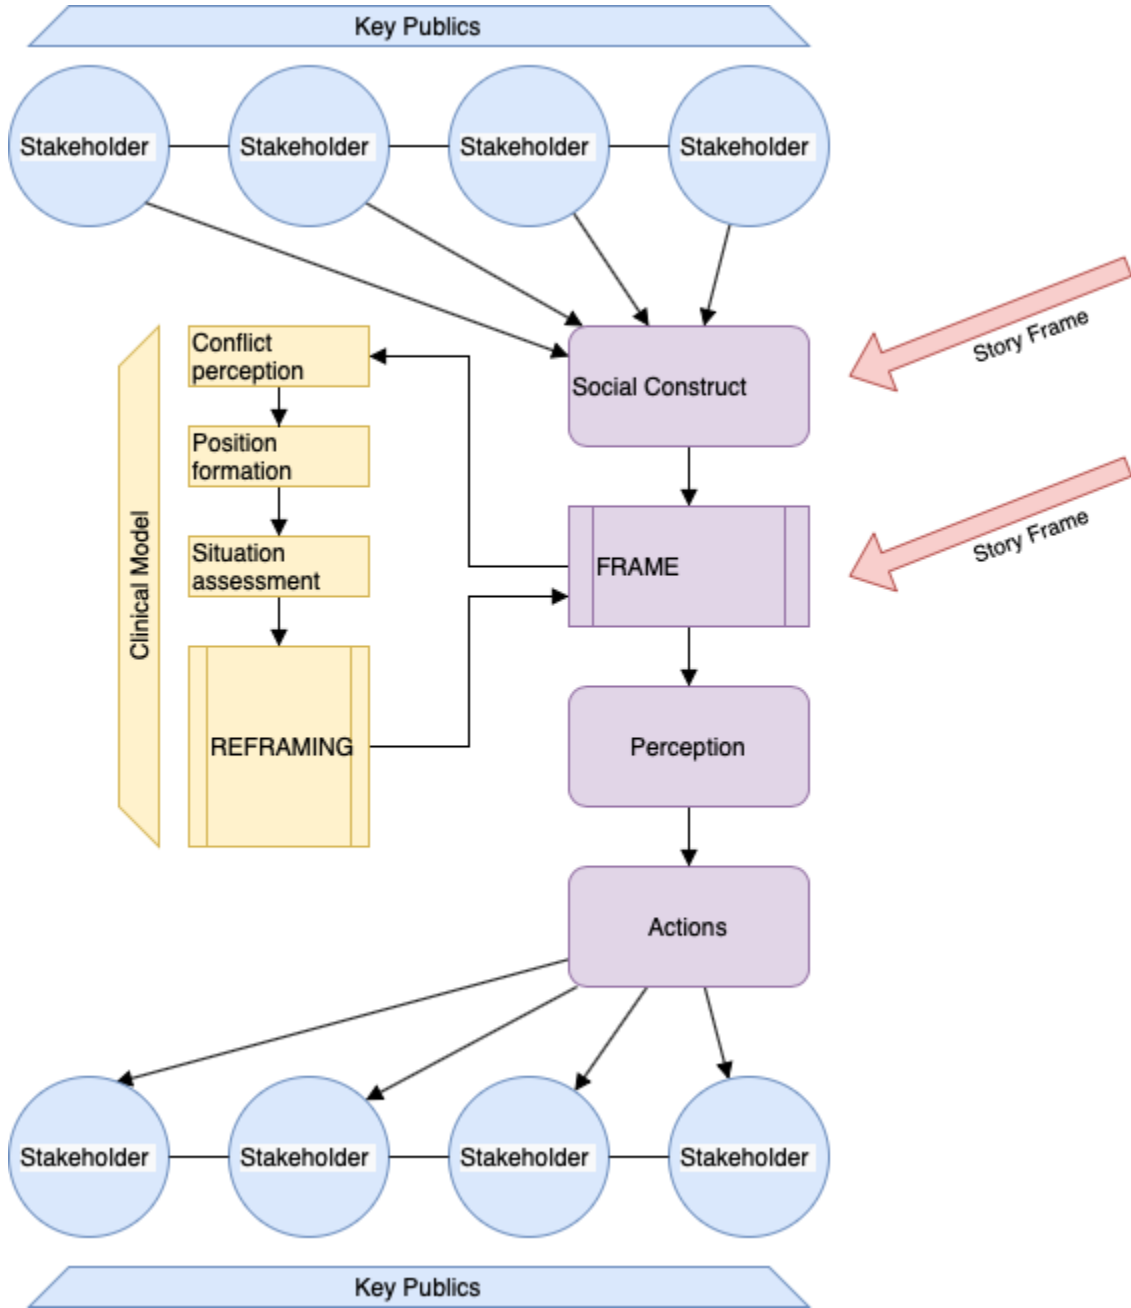 Key Publics
Stakeholder
Stakeholder
Stakeholder
Stakeholder
Story Frame
Conflict
perception
Social Construct
Position
formation
Story Frame
Situation
assessment
FRAME
Clinical Model
REFRAMING
Perception
Actions
Stakeholder
Stakeholder
Stakeholder
Stakeholder
Key Publics